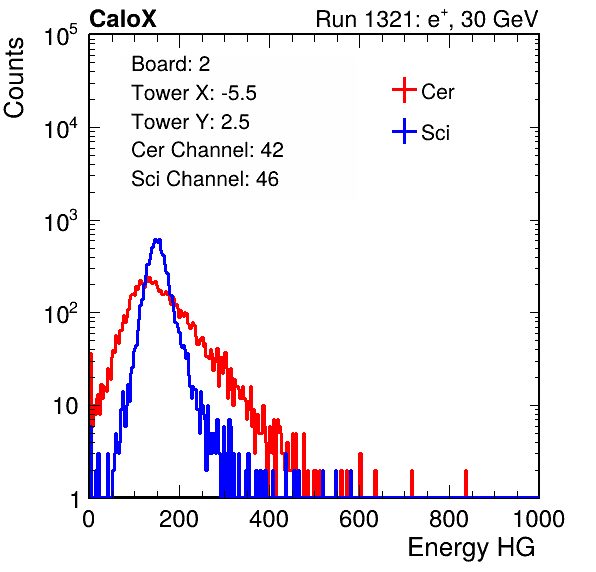 CaloX Run 1321: e⁺, 30 GeV
Counts
10⁵
10⁴
10³
10²
10
1
Board: 2
Tower X: -5.5
Tower Y: 2.5
Cer Channel: 42
Sci Channel: 46
Cer
Sci
0 200 400 600 800 1000
Energy HG